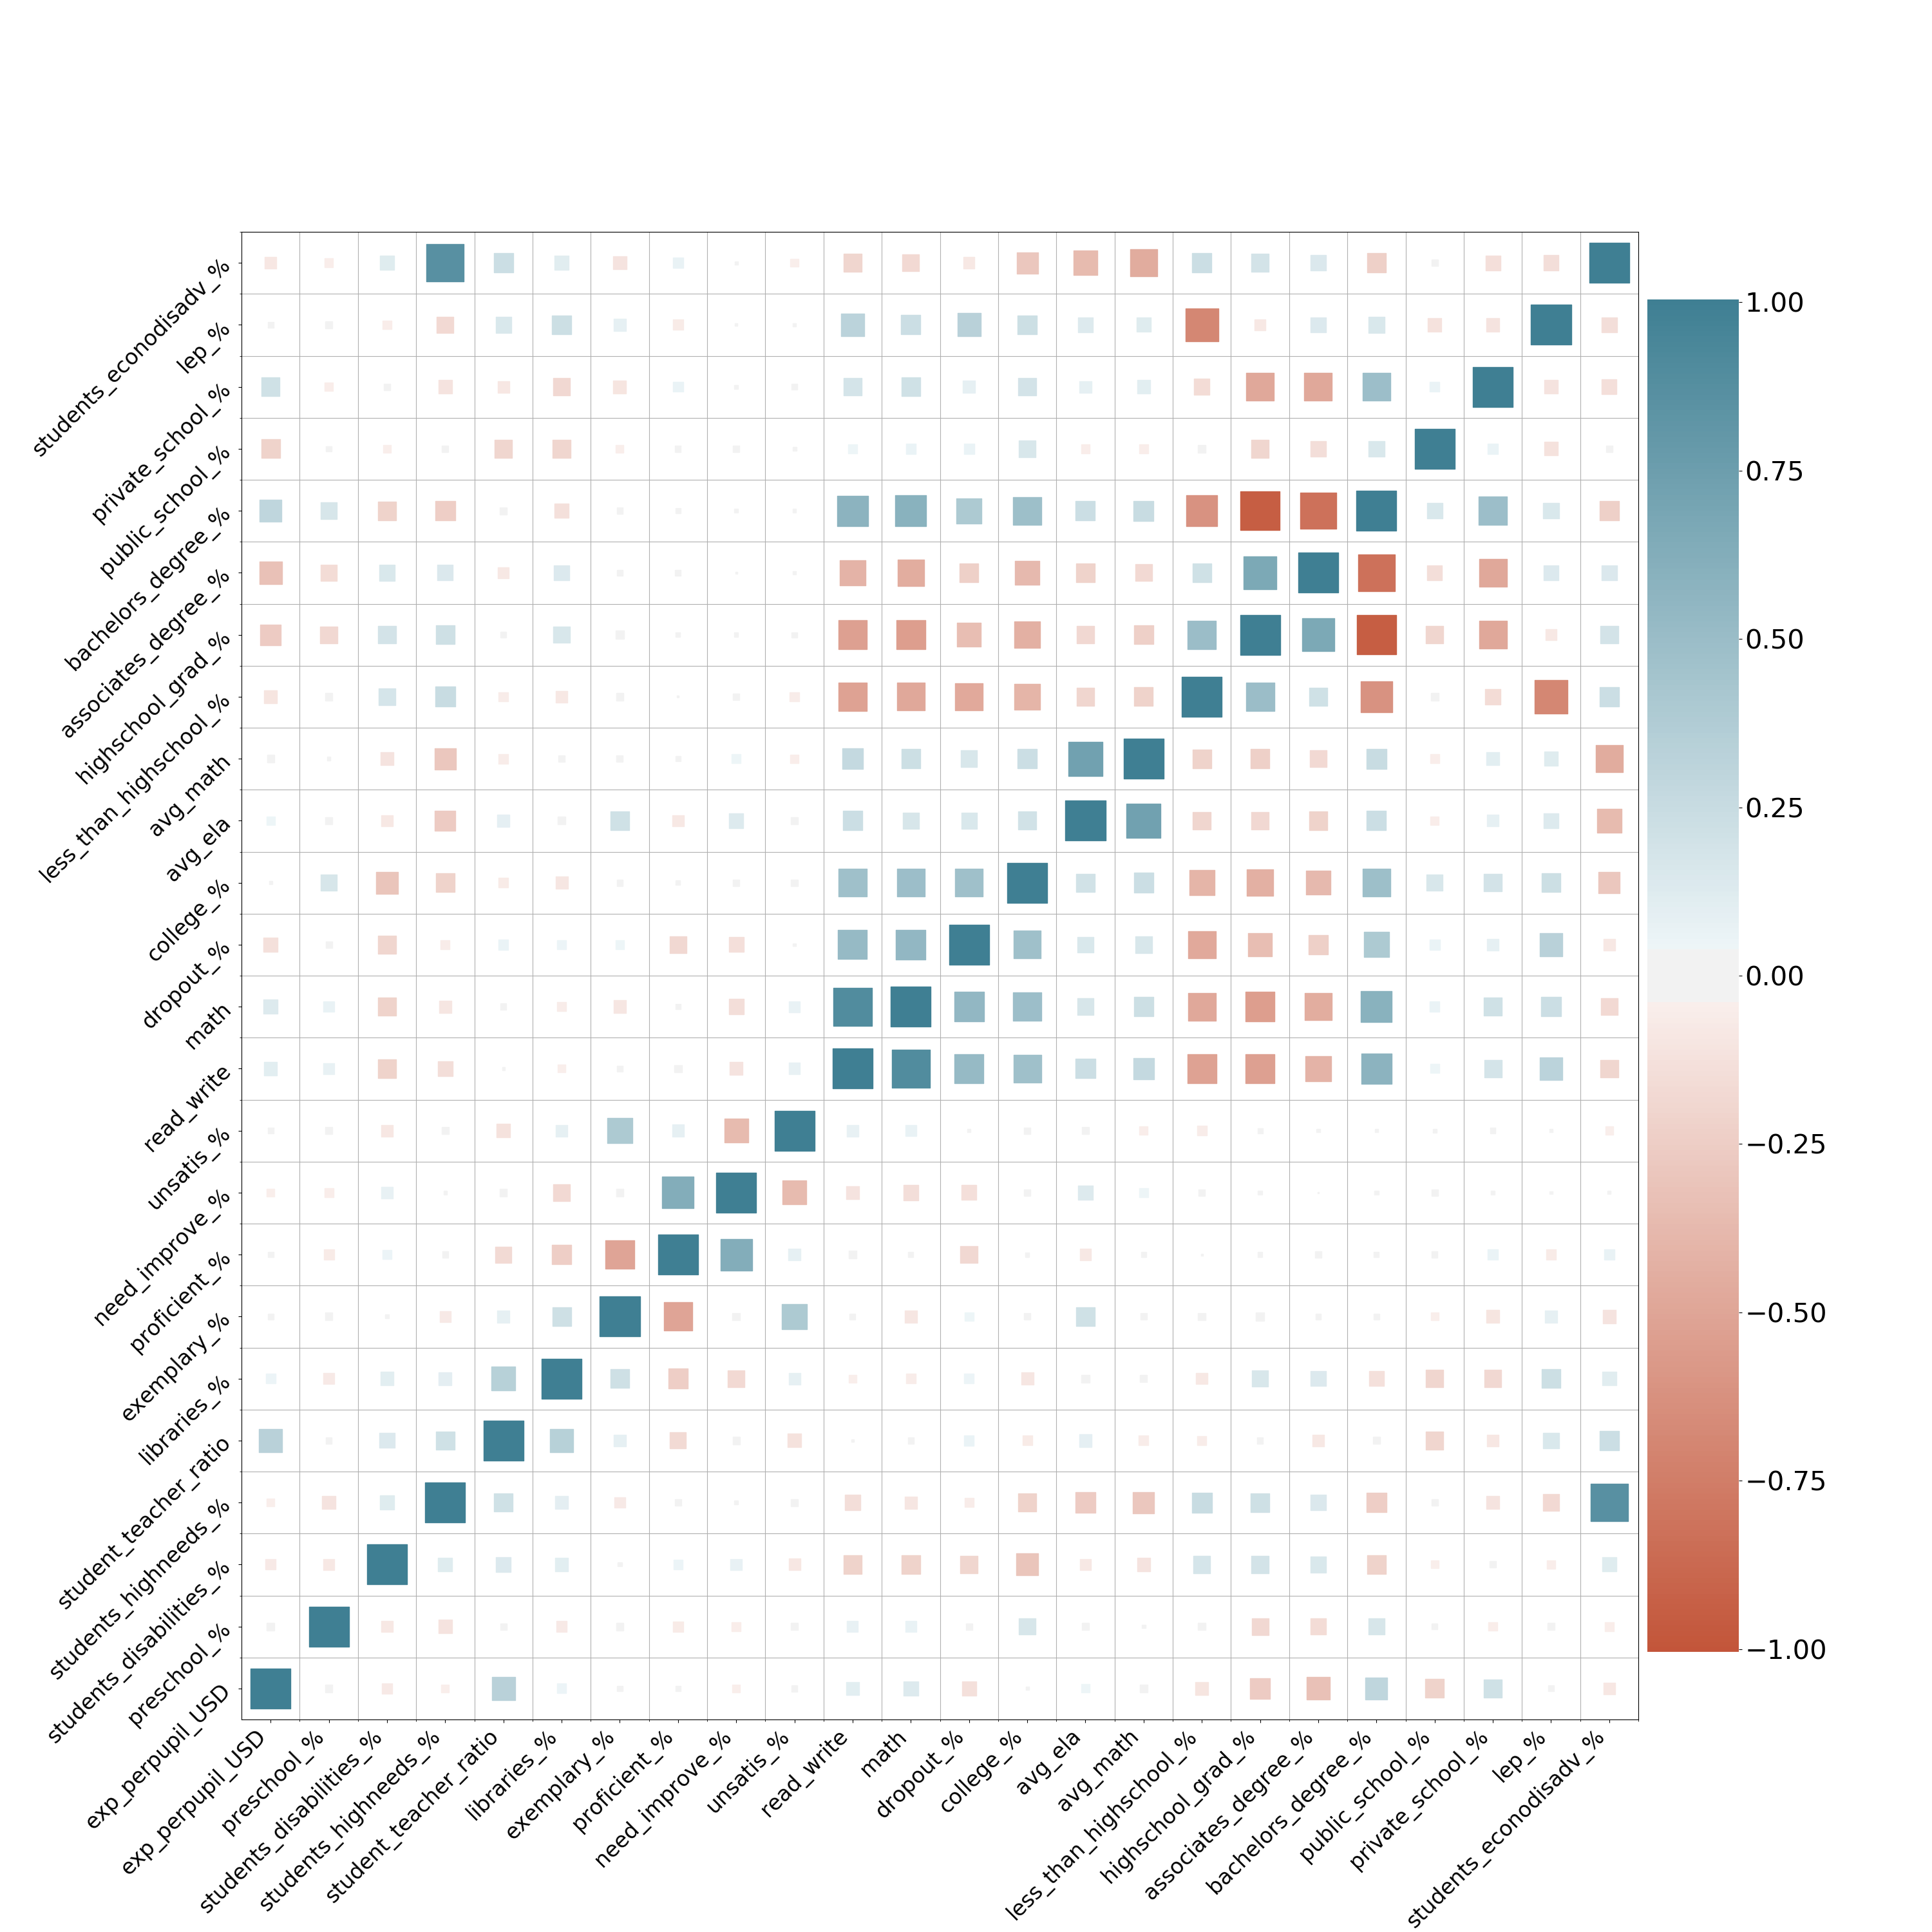 students_econodisadv_%
lep_%
private_school_%
public_school_%
bachelors_degree_%
associates_degree_%
highschool_grad_%
less_than_highschool_%
avg_math
avg_ela
college_%
dropout_%
math
read_write
unsatis_%
need_improve_%
proficient_%
exemplary_%
libraries_%
student_teacher_ratio
students_highneeds_%
students_disabilities_%
preschool_%
exp_perpupil_USD
exp_perpupil_USD
preschool_%
students_disabilities_%
students_highneeds_%
student_teacher_ratio
libraries_%
exemplary_%
proficient_%
need_improve_%
unsatis_%
read_write
math
dropout_%
college_%
avg_ela
avg_math
less_than_highschool_%
highschool_grad_%
associates_degree_%
bachelors_degree_%
public_school_%
private_school_%
lep_%
students_econodisadv_%
1.00
0.75
0.50
0.25
0.00
−0.25
−0.50
−0.75
−1.00